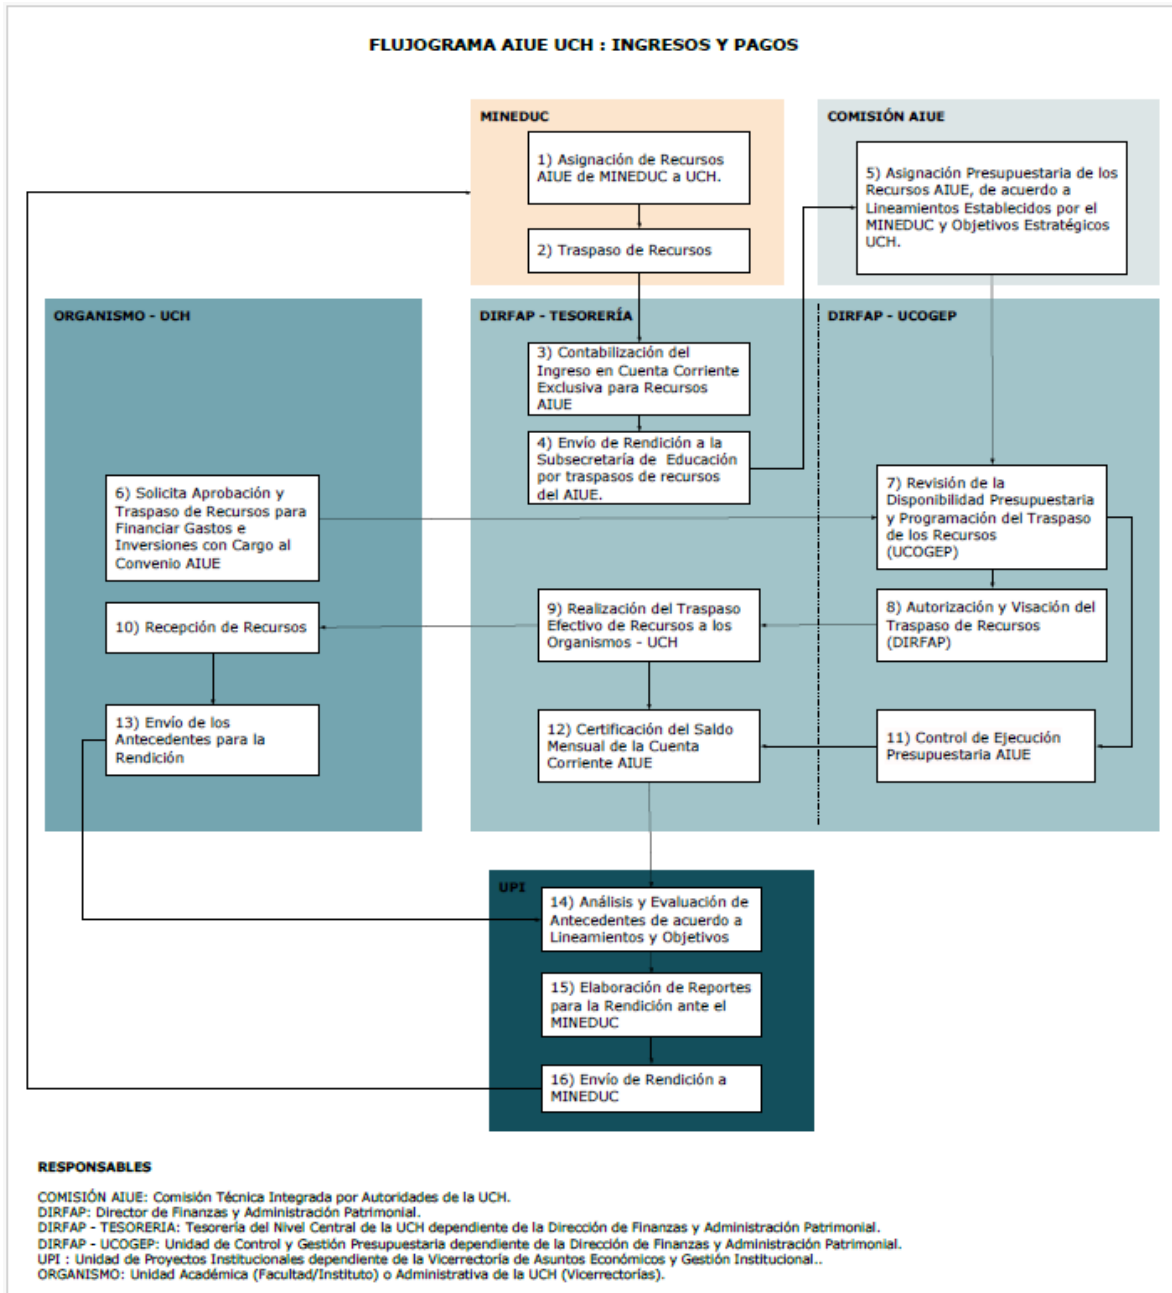 FLUJOGRAMA AIUE UCH : INGRESOS Y PAGOS
MINEDUC
1) Asignación de Recursos
AIUE de MINEDUC a UCH.
2) Traspaso de Recursos
COMISIÓN AIUE
5) Asignación Presupuestaria de los
Recursos AIUE, de acuerdo a
Lineamientos Establecidos por el
MINEDUC y Objetivos Estratégicos
UCH.
ORGANISMO - UCH
DIRFAP - TESORERÍA
DIRFAP - UCOGEP
3) Contabilización del
Ingreso en Cuenta Corriente
Exclusiva para Recursos
AIUE
4) Envío de Rendición a la
Subsecretaría de Educación
por traspasos de recursos
del AIUE.
6) Solicita Aprobación y
Traspaso de Recursos para
Financiar Gastos e
Inversiones con Cargo al
Convenio AIUE
7) Revisión de la
Disponibilidad Presupuestaria
y Programación del Traspaso
de los Recursos
(UCOGEP)
8) Autorización y Visación del
Traspaso de Recursos
(DIRFAP)
9) Realización del Traspaso
Efectivo de Recursos a los
Organismos - UCH
10) Recepción de Recursos
11) Control de Ejecución
Presupuestaria AIUE
12) Certificación del Saldo
Mensual de la Cuenta
Corriente AIUE
13) Envío de los
Antecedentes para la
Rendición
UPI
14) Análisis y Evaluación de
Antecedentes de acuerdo a
Lineamientos y Objetivos
15) Elaboración de Reportes
para la Rendición ante el
MINEDUC
16) Envío de Rendición a
MINEDUC
RESPONSABLES
COMISIÓN AIUE: Comisión Técnica Integrada por Autoridades de la UCH.
DIRFAP: Director de Finanzas y Administración Patrimonial.
DIRFAP - TESORERIA: Tesorería del Nivel Central de la UCH dependiente de la Dirección de Finanzas y Administración Patrimonial.
DIRFAP - UCOGEP: Unidad de Control y Gestión Presupuestaria dependiente de la Dirección de Finanzas y Administración Patrimonial.
UPI : Unidad de Proyectos Institucionales dependiente de la Vicerrectoría de Asuntos Económicos y Gestión Institucional..
ORGANISMO: Unidad Académica (Facultad/Instituto) o Administrativa de la UCH (Vicerrectorías).